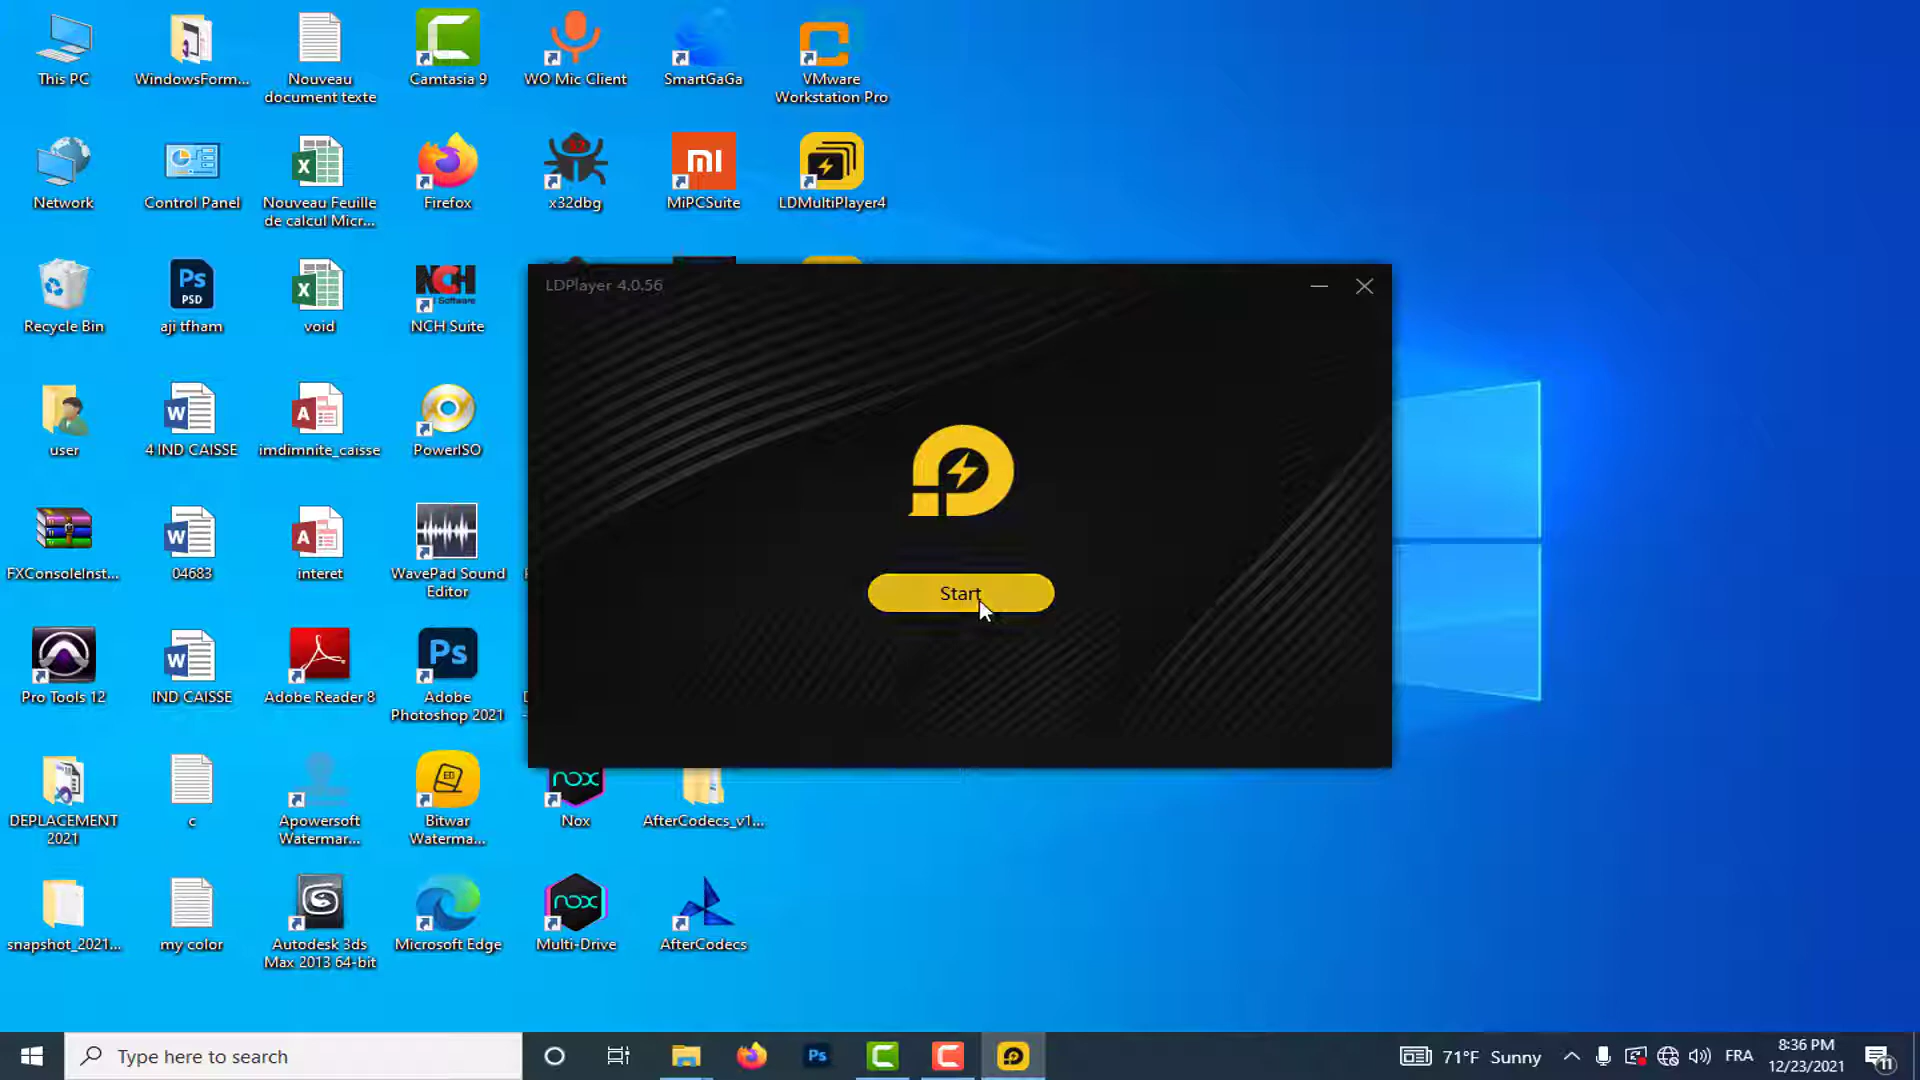 This PC
WindowsForm...
Nouveau
document texte
Camtasia 9
WO Mic Client
SmartGaGa
VMware
Workstation Pro
Network
Control Panel
Nouveau Feuille
de calcul Micr...
Firefox
x32dbg
MiPCSuite
LDMultiPlayer4
Recycle Bin
aji tfham
void
NCH Suite
user
4 IND CAISSE
imdimnite_caisse
PowerISO
FXConsoleInst...
04683
interet
WavePad Sound
Editor
Pro Tools 12
IND CAISSE
Adobe Reader 8
Adobe
Photoshop 2021
DEPLACEMENT
2021
c
Apowersoft
Watermar...
Bitwar
Waterma...
Nox
AfterCodecs_v1...
snapshot_2021...
my color
Autodesk 3ds
Max 2013 64-bit
Microsoft Edge
Multi-Drive
AfterCodecs
LDPlayer 4.0.56
Start
Type here to search
71°F Sunny
FRA
8:36 PM
12/23/2021
11